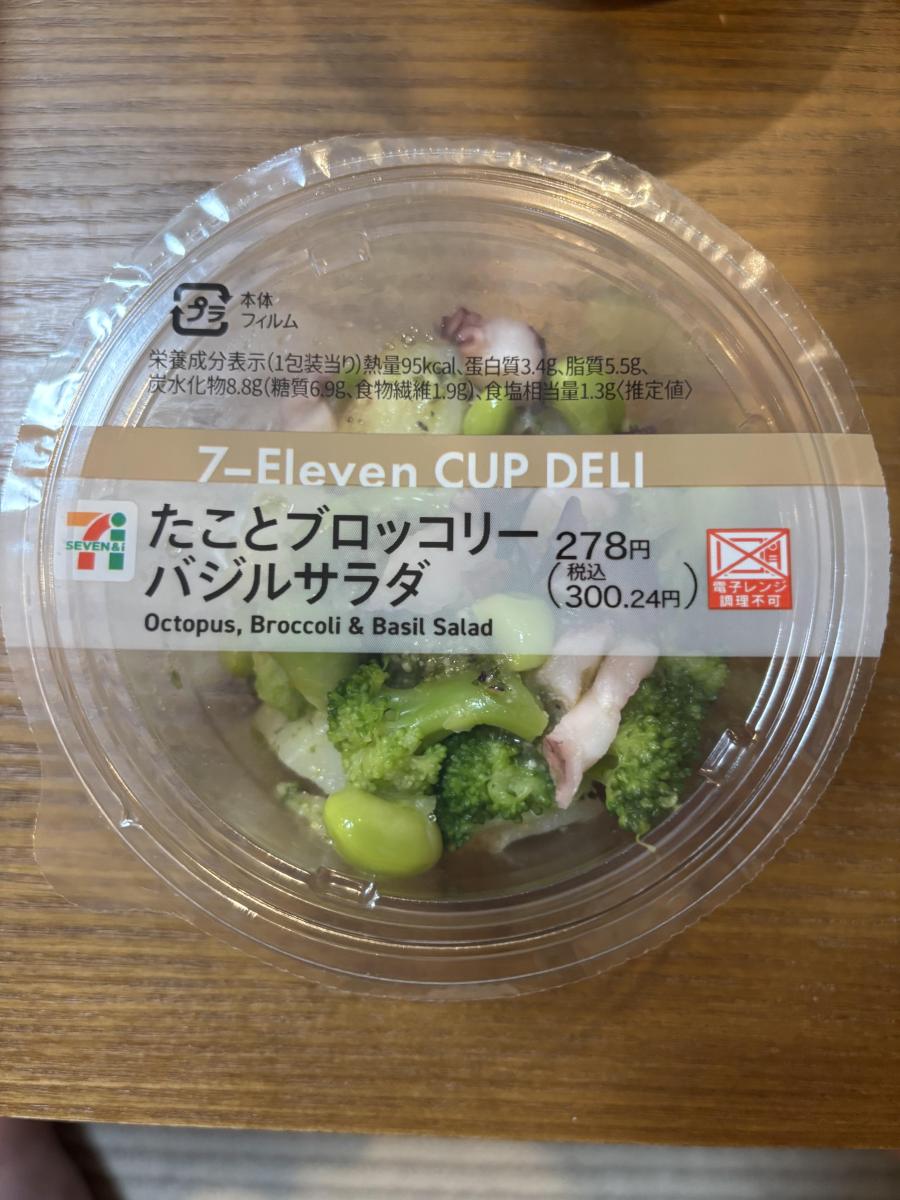 プラ
本体
フィルム
栄養成分表示(1包装当り)熱量95kcal、蛋白質3.4g、脂質5.5g、
炭水化物8.8g(糖質6.9g、食物繊維1.9g)、食塩相当量1.3g〈推定値〉
7-Eleven CUP DELI
SEVEN&i
たことブロッコリー
バジルサラダ
Octopus, Broccoli & Basil Salad
278円
(税込
300.24円)
電子レンジ
調理不可